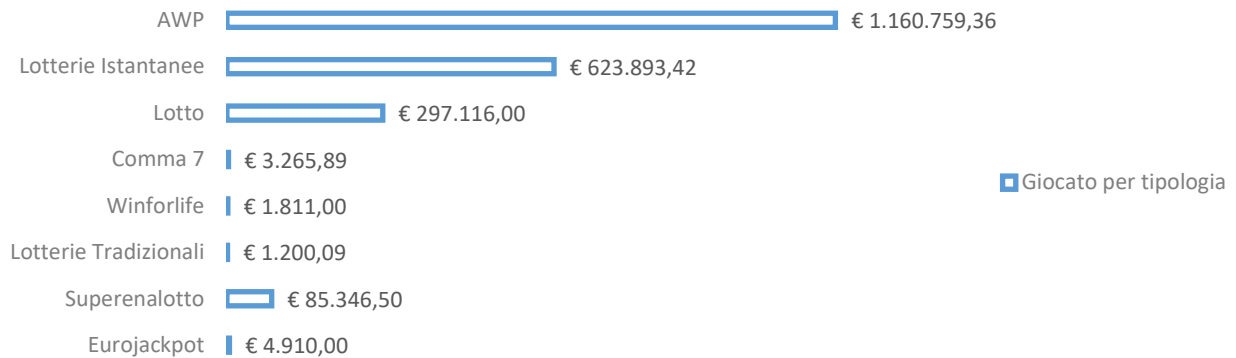 AWP € 1.160.759,36
Lotterie Istantanee € 623.893,42
Lotto € 297.116,00
Comma 7 € 3.265,89
Giocato per tipologia
Winforlife € 1.811,00
Lotterie Tradizionali € 1.200,09
Superenalotto € 85.346,50
Eurojackpot € 4.910,00